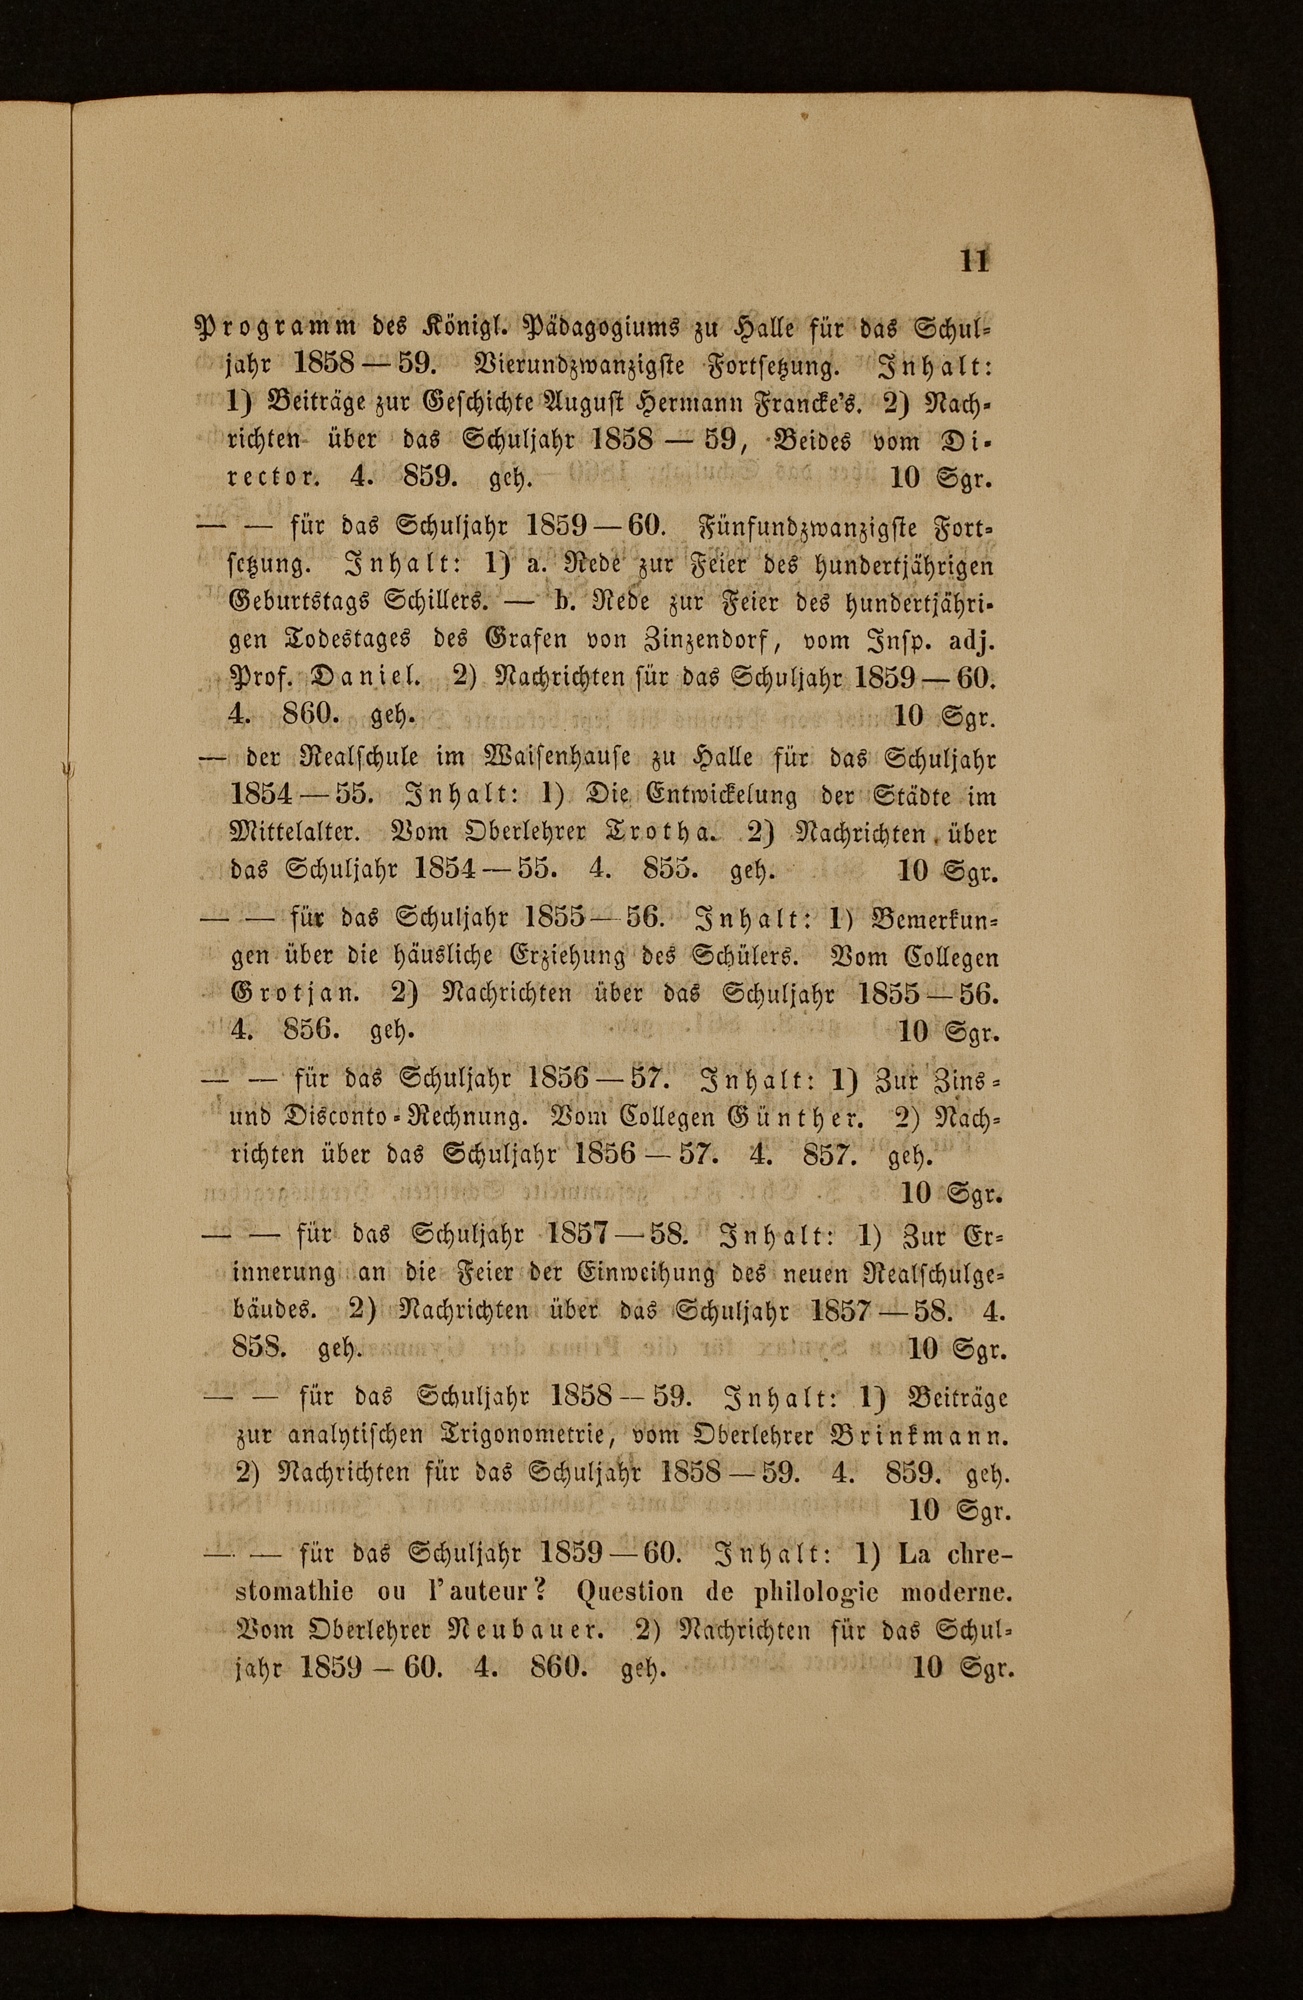 11
Programm des Königl. Pädagogiums zu Halle für das Schul-
jahr 1858 — 59. Vierundzwanzigste Fortsetzung. Inhalt:
1) Beiträge zur Geschichte August Hermann Francke's. 2) Nach-
richten über das Schuljahr 1858 — 59, Beides vom Di-
rector. 4. 859. geh. 10 Sgr.
— — für das Schuljahr 1859 — 60. Fünfundzwanzigste Fort-
setzung. Inhalt: 1) a. Rede zur Feier des hundertjährigen
Geburtstags Schillers. — b. Rede zur Feier des hundertjähri-
gen Todestages des Grafen von Zinzendorf, vom Insp. adj.
Prof. Daniel. 2) Nachrichten für das Schuljahr 1859 — 60.
4. 860. geh. 10 Sgr.
— der Realschule im Waisenhause zu Halle für das Schuljahr
1854 — 55. Inhalt: 1) Die Entwickelung der Städte im
Mittelalter. Vom Oberlehrer Trotha. 2) Nachrichten über
das Schuljahr 1854 — 55. 4. 855. geh. 10 Sgr.
— — für das Schuljahr 1855 — 56. Inhalt: 1) Bemerkun-
gen über die häusliche Erziehung des Schülers. Vom Collegen
Grotjan. 2) Nachrichten über das Schuljahr 1855 — 56.
4. 856. geh. 10 Sgr.
— — für das Schuljahr 1856 — 57. Inhalt: 1) Zur Zins-
und Disconto-Rechnung. Vom Collegen Günther. 2) Nach-
richten über das Schuljahr 1856 — 57. 4. 857. geh.
10 Sgr.
— — für das Schuljahr 1857 — 58. Inhalt: 1) Zur Er-
innerung an die Feier der Einweihung des neuen Realschulge-
bäudes. 2) Nachrichten über das Schuljahr 1857 — 58. 4.
858. geh. 10 Sgr.
— — für das Schuljahr 1858 — 59. Inhalt: 1) Beiträge
zur analytischen Trigonometrie, vom Oberlehrer Brinkmann.
2) Nachrichten für das Schuljahr 1858 — 59. 4. 859. geh.
10 Sgr.
— — für das Schuljahr 1859 — 60. Inhalt: 1) La chre-
stomathie ou l'auteur? Question de philologie moderne.
Vom Oberlehrer Neubauer. 2) Nachrichten für das Schul-
jahr 1859 – 60. 4. 860. geh. 10 Sgr.